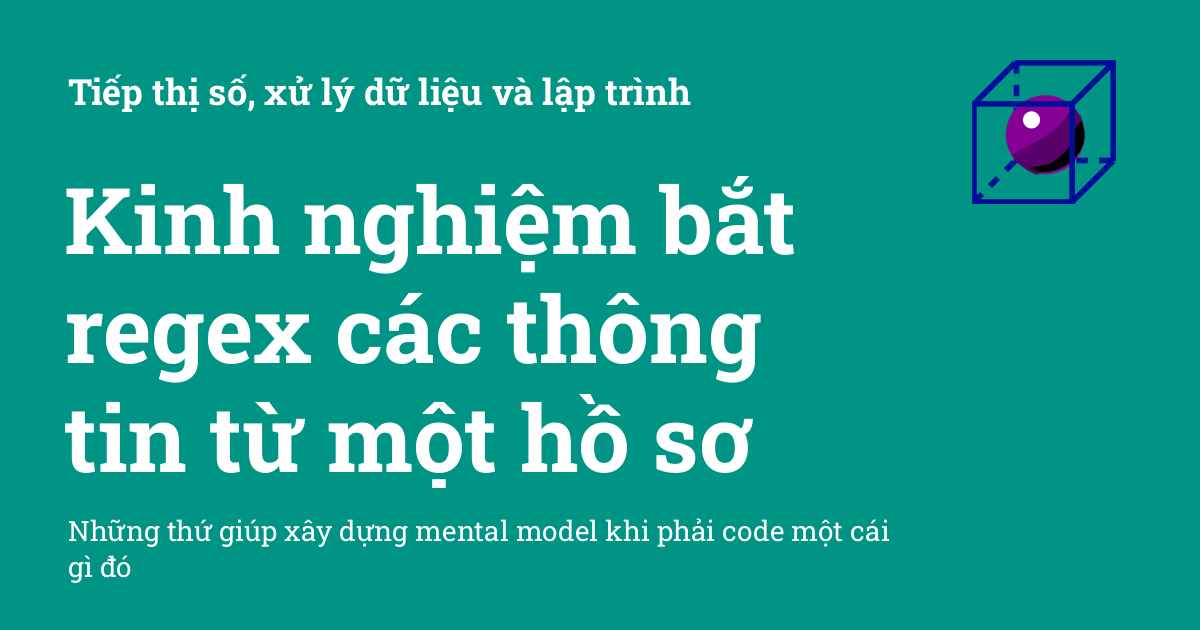 Tiếp thị số, xử lý dữ liệu và lập trình
Kinh nghiệm bắt
regex các thông
tin từ một hồ sơ
Những thứ giúp xây dựng mental model khi phải code một cái
gì đó